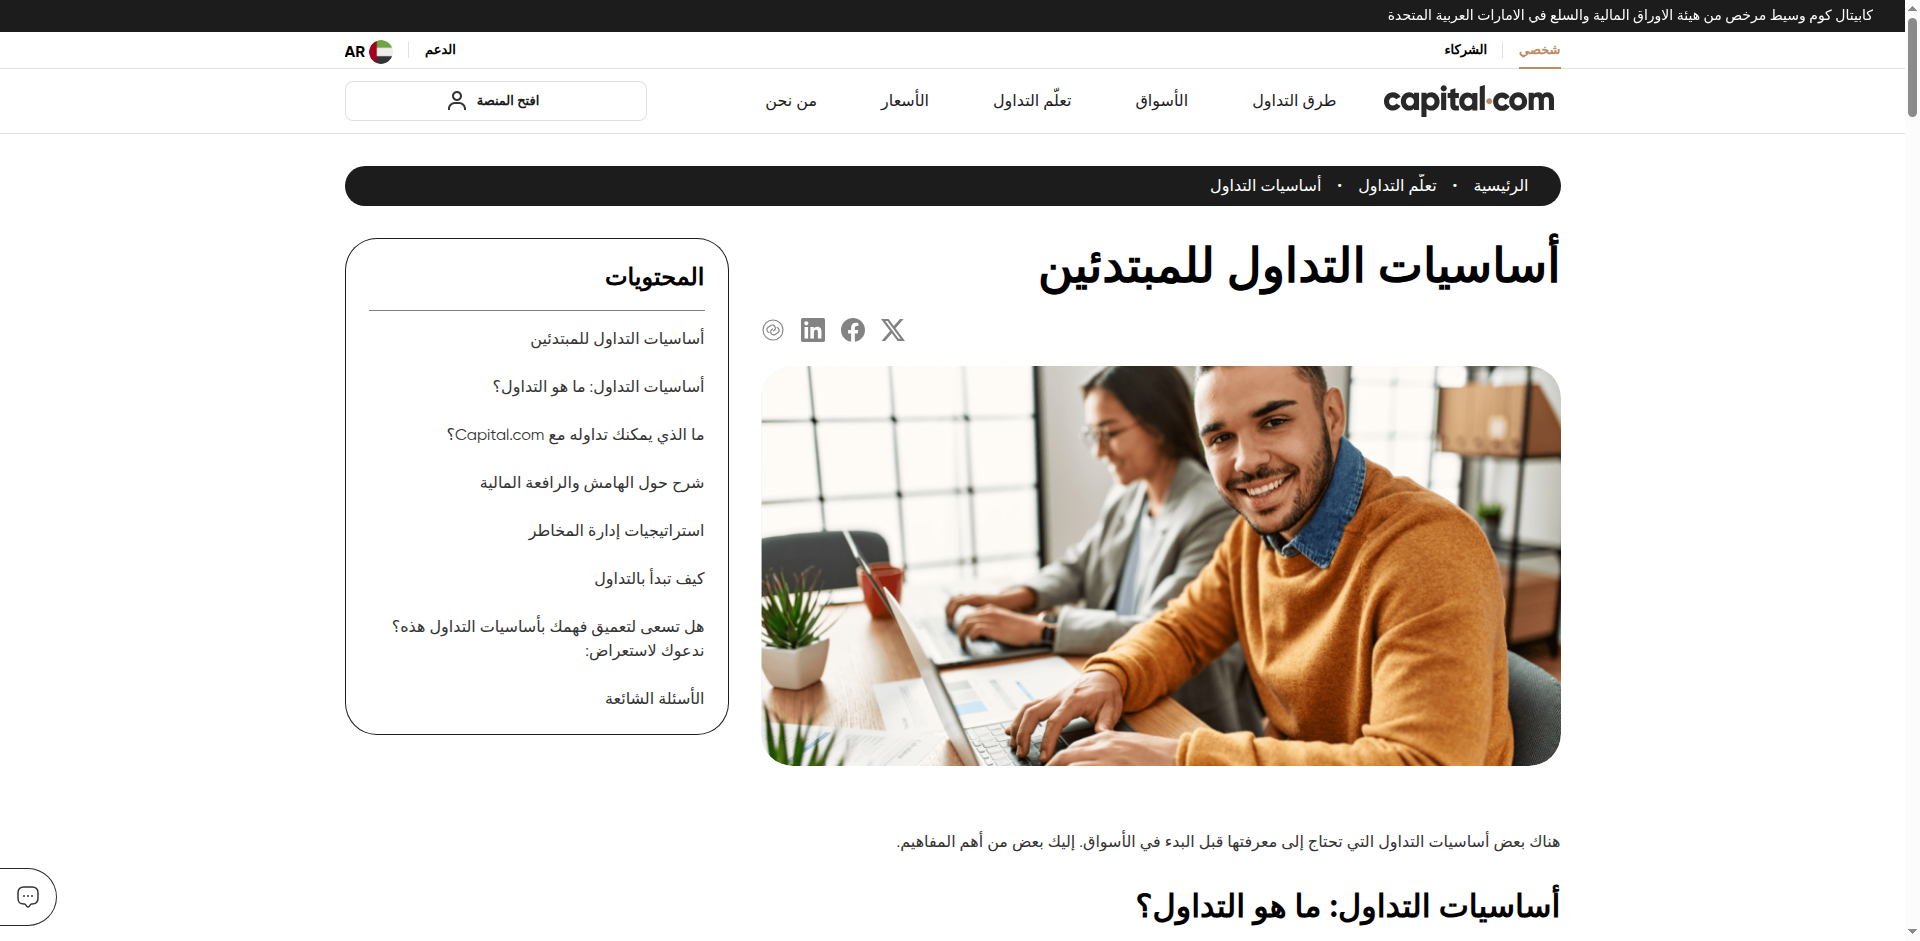 كابيتال كوم وسيط مرخص من هيئة الاوراق المالية والسلع في الامارات العربية المتحدة
شخصي
الشركاء
الدعم
AR
capital.com
طرق التداول
الأسواق
تعلّم التداول
الأسعار
من نحن
افتح المنصة
الرئيسية • تعلّم التداول • أساسيات التداول
أساسيات التداول للمبتدئين
هناك بعض أساسيات التداول التي تحتاج إلى معرفتها قبل البدء في الأسواق. إليك بعض من أهم المفاهيم.
أساسيات التداول: ما هو التداول؟
المحتويات
أساسيات التداول للمبتدئين
أساسيات التداول: ما هو التداول؟
ما الذي يمكنك تداوله مع Capital.com؟
شرح حول الهامش والرافعة المالية
استراتيجيات إدارة المخاطر
كيف تبدأ بالتداول
هل تسعى لتعميق فهمك بأساسيات التداول هذه؟
ندعوك لاستعراض:
الأسئلة الشائعة